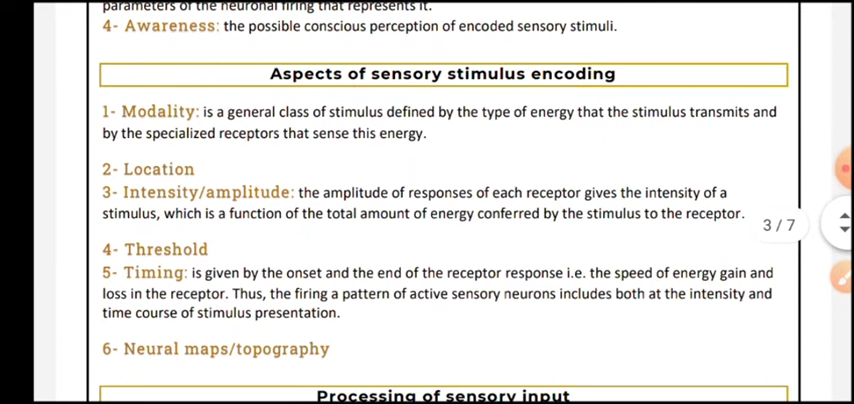 parameters of the neuronal firing that represents it.
4- Awareness: the possible conscious perception of encoded sensory stimuli.
Aspects of sensory stimulus encoding
1- Modality: is a general class of stimulus defined by the type of energy that the stimulus transmits and
by the specialized receptors that sense this energy.
2- Location
3- Intensity/amplitude: the amplitude of responses of each receptor gives the intensity of a
stimulus, which is a function of the total amount of energy conferred by the stimulus to the receptor.
3 / 7
4- Threshold
5- Timing: is given by the onset and the end of the receptor response i.e. the speed of energy gain and
loss in the receptor. Thus, the firing a pattern of active sensory neurons includes both at the intensity and
time course of stimulus presentation.
6- Neural maps/topography
Processing of sensory input